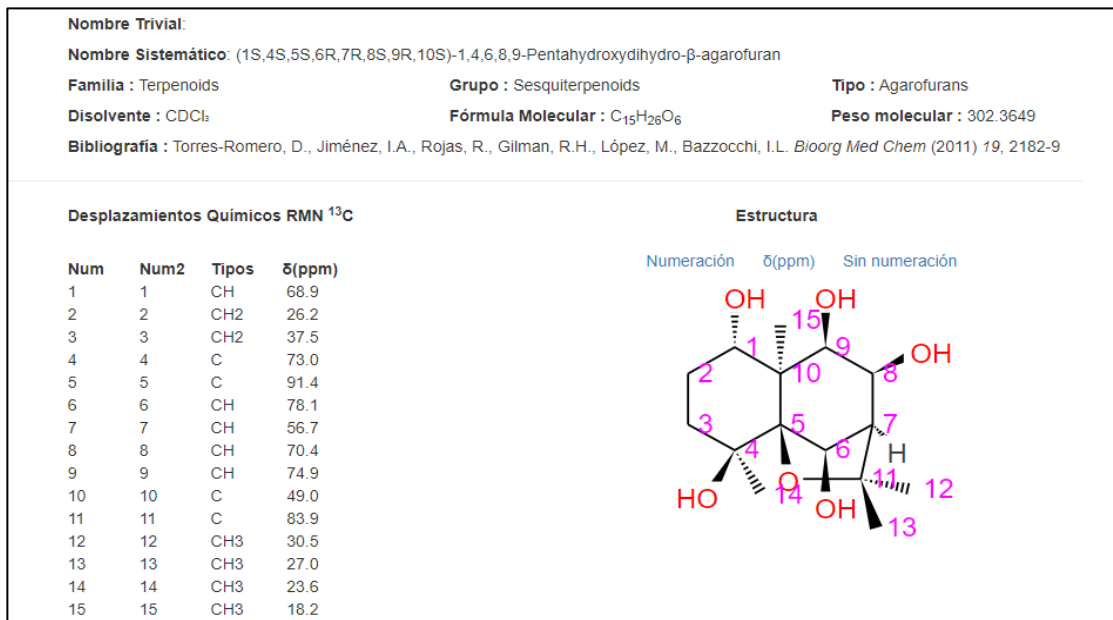 Nombre Trivial:
Nombre Sistemático: (1S,4S,5S,6R,7R,8S,9R,10S)-1,4,6,8,9-Pentahydroxydihydro-β-agarofuran
Familia : Terpenoids Grupo : Sesquiterpenoids Tipo : Agarofurans
Disolvente : CDCl₃ Fórmula Molecular : C₁₅H₂₆O₆ Peso molecular : 302.3649
Bibliografía : Torres-Romero, D., Jiménez, I.A., Rojas, R., Gilman, R.H., López, M., Bazzocchi, I.L. Bioorg Med Chem (2011) 19, 2182-9
Desplazamientos Químicos RMN ¹³C
Num Num2 Tipos δ(ppm)
1 1 CH 68.9
2 2 CH2 26.2
3 3 CH2 37.5
4 4 C 73.0
5 5 C 91.4
6 6 CH 78.1
7 7 CH 56.7
8 8 CH 70.4
9 9 CH 74.9
10 10 C 49.0
11 11 C 83.9
12 12 CH3 30.5
13 13 CH3 27.0
14 14 CH3 23.6
15 15 CH3 18.2
Estructura
Numeración δ(ppm) Sin numeración
OH OH
15
1 9 OH
2 10 8
3 5 7
4 6 H
HO 14 O 11 12
OH
13